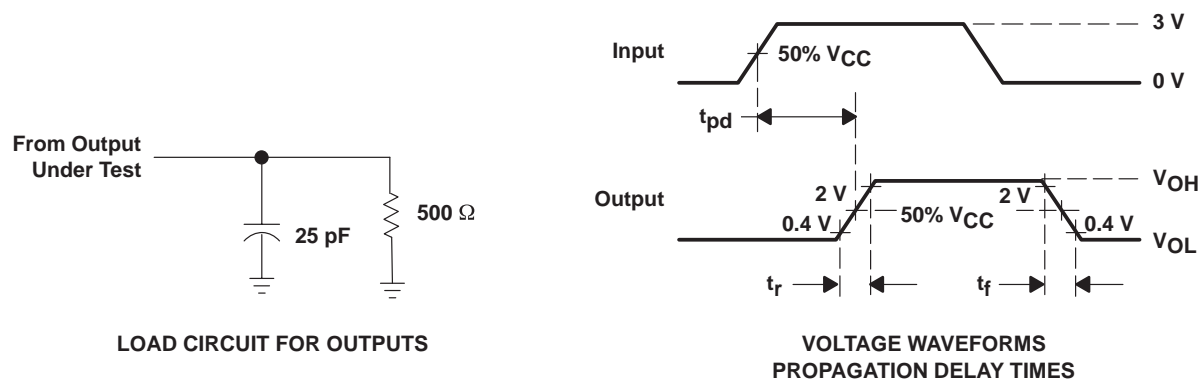 From Output
Under Test
25 pF
500 Ω
LOAD CIRCUIT FOR OUTPUTS
Input
50% VCC
3 V
0 V
tpd
Output
2 V
0.4 V
50% VCC
2 V
0.4 V
VOH
VOL
tr
tf
VOLTAGE WAVEFORMS
PROPAGATION DELAY TIMES